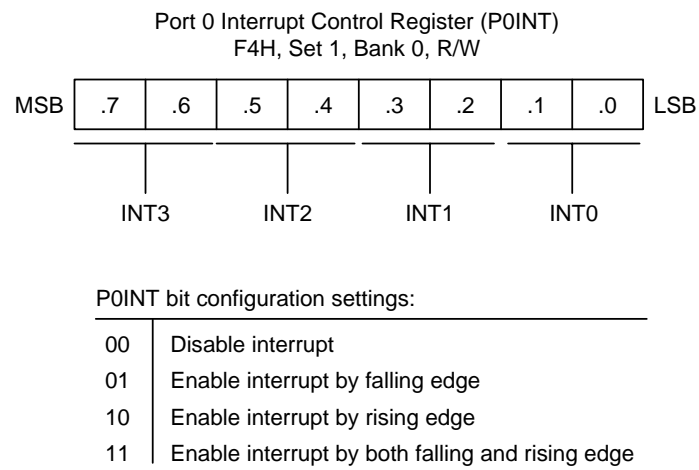 Port 0 Interrupt Control Register (P0INT)
F4H, Set 1, Bank 0, R/W
MSB .7 .6 .5 .4 .3 .2 .1 .0 LSB
INT3 INT2 INT1 INT0
P0INT bit configuration settings:
00 Disable interrupt
01 Enable interrupt by falling edge
10 Enable interrupt by rising edge
11 Enable interrupt by both falling and rising edge